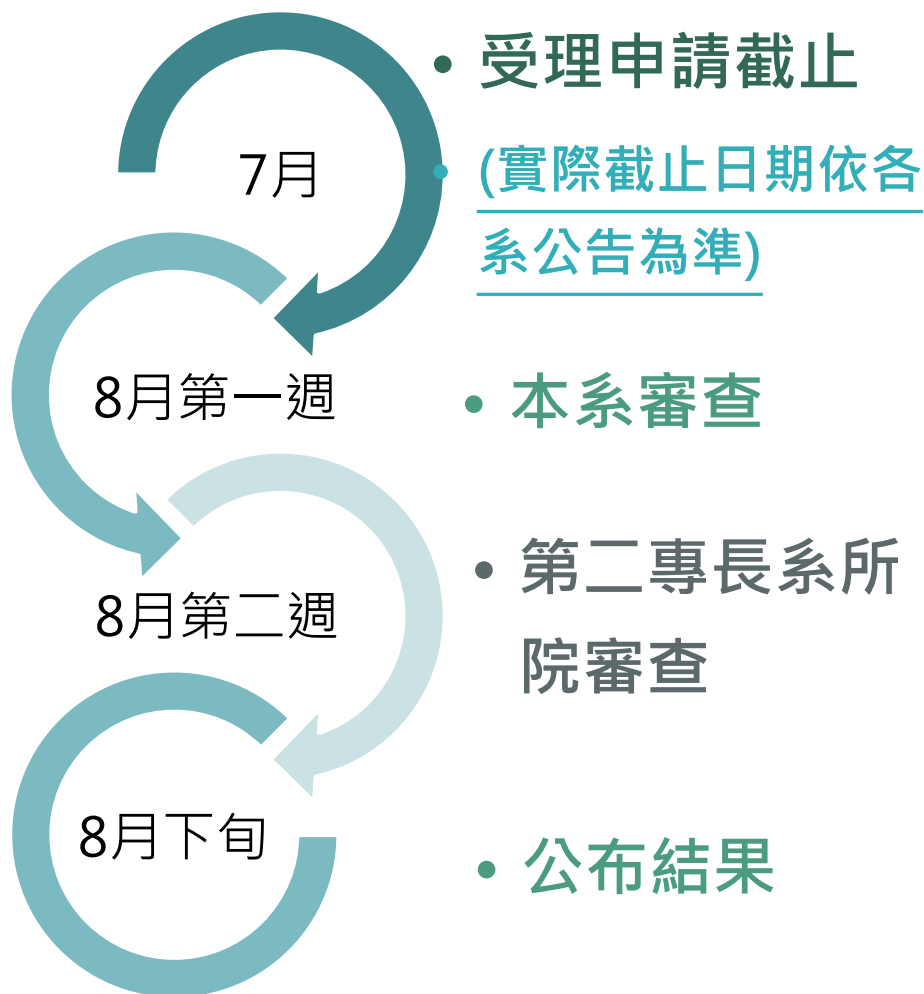 7月
• 受理申請截止
• (實際截止日期依各
系公告為準)
8月第一週
• 本系審查
8月第二週
• 第二專長系所
院審查
8月下旬
• 公布結果